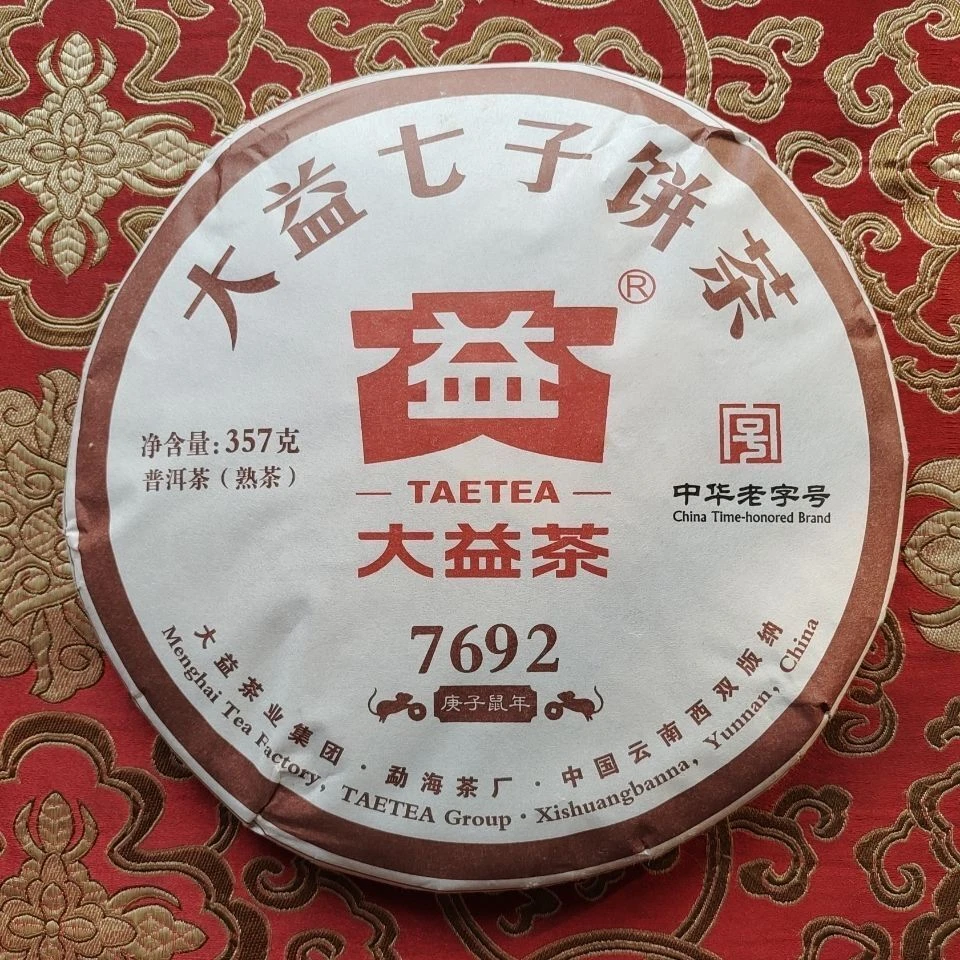 大益七子饼茶
益®
净含量:357克
普洱茶（熟茶）
— TAETEA —
大益茶
号
中华老字号
China Time-honored Brand
7692
庚子鼠年
大益茶业集团·勐海茶厂·中国云南西双版纳
Menghai Tea Factory, TAETEA Group · Xishuangbanna, Yunnan, China